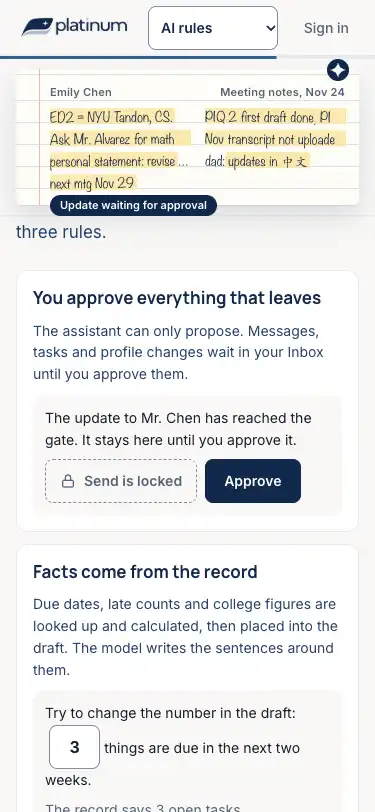 platinum
AI rules
Sign in
Emily Chen
Meeting notes, Nov 24
ED2 = NYU Tandon, CS.
Ask Mr. Alvarez for math
personal statement: revise ...
next mtg Nov 29
PIQ 2 first draft done, PI
Nov transcript not uploade
dad: updates in 中文
Update waiting for approval
three rules.
You approve everything that leaves
The assistant can only propose. Messages,
tasks and profile changes wait in your Inbox
until you approve them.
The update to Mr. Chen has reached the
gate. It stays here until you approve it.
Send is locked
Approve
Facts come from the record
Due dates, late counts and college figures are
looked up and calculated, then placed into the
draft. The model writes the sentences around
them.
Try to change the number in the draft:
3 things are due in the next two
weeks.
The record says 3 open tasks